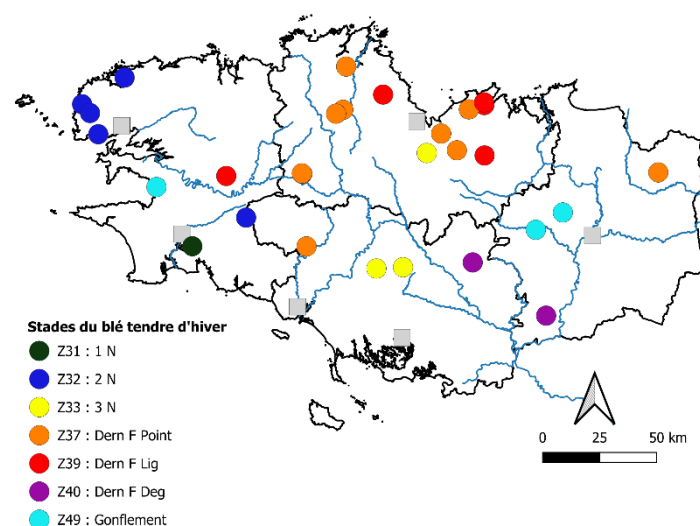 Stades du blé tendre d'hiver
Z31 : 1 N
Z32 : 2 N
Z33 : 3 N
Z37 : Dern F Point
Z39 : Dern F Lig
Z40 : Dern F Deg
Z49 : Gonflement
0 25 50 km